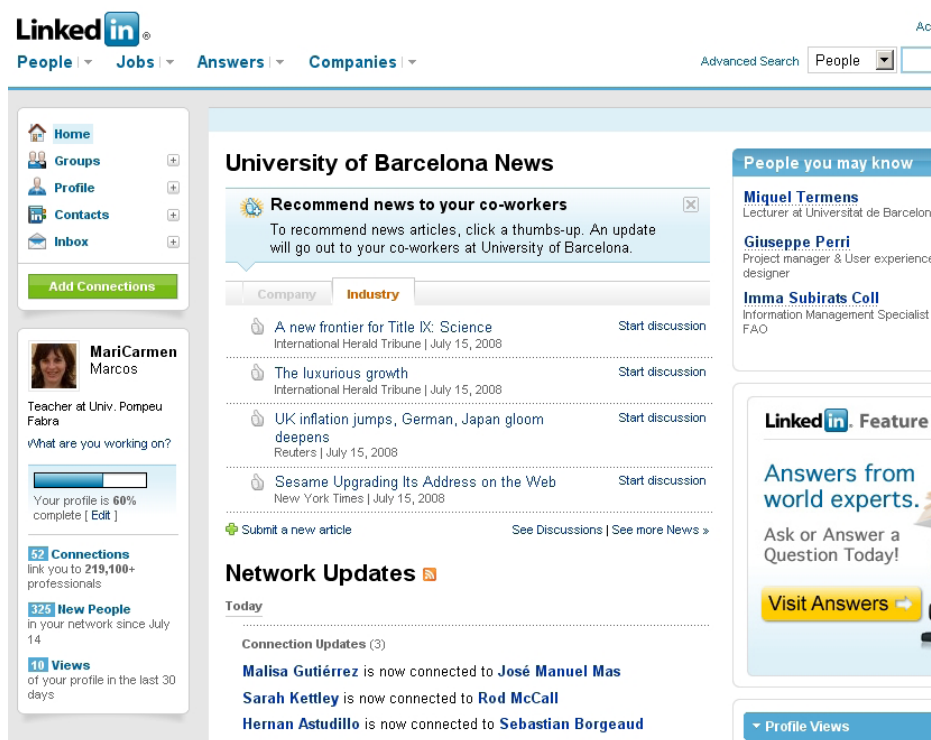 Linked in ®
Ac
People Jobs Answers Companies
Advanced Search People
Home
Groups
Profile
Contacts
Inbox
Add Connections
MariCarmen
Marcos
Teacher at Univ. Pompeu
Fabra
What are you working on?
Your profile is 60%
complete [ Edit ]
52 Connections
link you to 219,100+
professionals
325 New People
in your network since July
14
10 Views
of your profile in the last 30
days
University of Barcelona News
Recommend news to your co-workers
To recommend news articles, click a thumbs-up. An update
will go out to your co-workers at University of Barcelona.
Company Industry
A new frontier for Title IX: Science Start discussion
International Herald Tribune | July 15, 2008
The luxurious growth Start discussion
International Herald Tribune | July 15, 2008
UK inflation jumps, German, Japan gloom Start discussion
deepens
Reuters | July 15, 2008
Sesame Upgrading Its Address on the Web Start discussion
New York Times | July 15, 2008
Submit a new article See Discussions | See more News »
Network Updates
Today
Connection Updates (3)
Malisa Gutiérrez is now connected to José Manuel Mas
Sarah Kettley is now connected to Rod McCall
Hernan Astudillo is now connected to Sebastian Borgeaud
People you may know
Miquel Termens
Lecturer at Universitat de Barcelon
Giuseppe Perri
Project manager & User experience
designer
Imma Subirats Coll
Information Management Specialist
FAO
Linked in. Feature
Answers from
world experts.
Ask or Answer a
Question Today!
Visit Answers
Profile Views